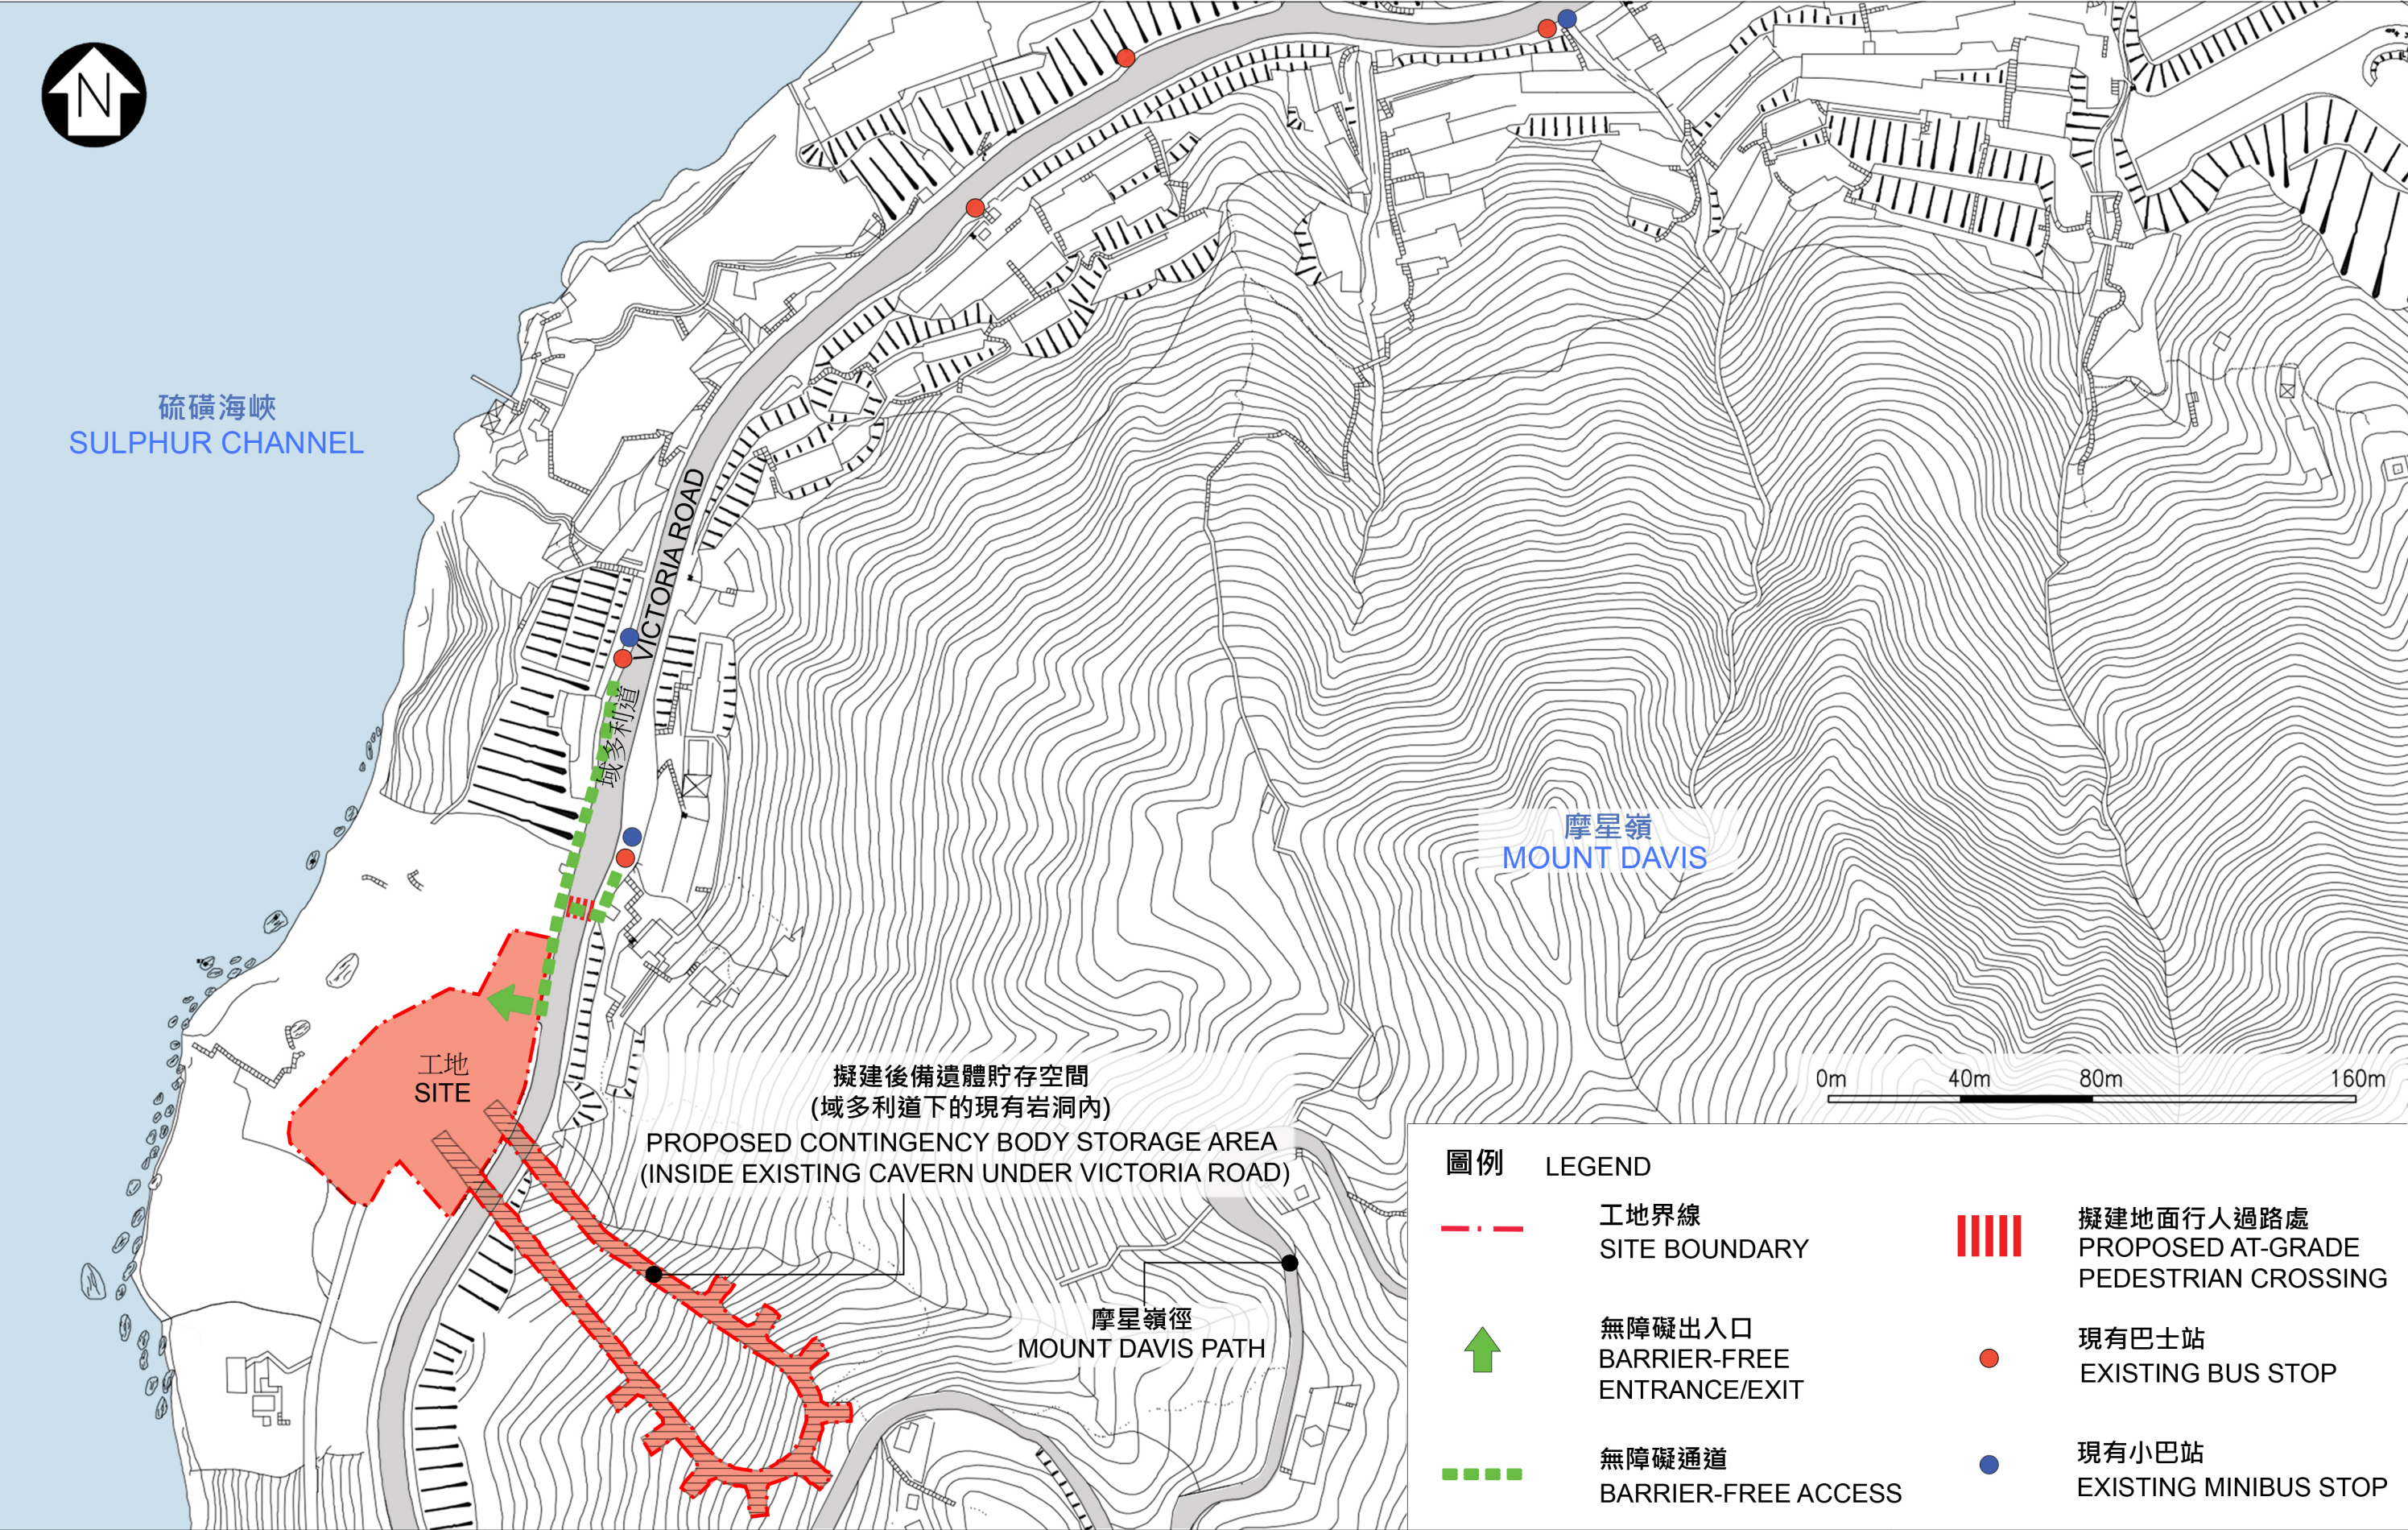 N
硫磺海峽
SULPHUR CHANNEL
VICTORIA ROAD
域多利道
摩星嶺
MOUNT DAVIS
工地
SITE
擬建後備遺體貯存空間
(域多利道下的現有岩洞內)
PROPOSED CONTINGENCY BODY STORAGE AREA
(INSIDE EXISTING CAVERN UNDER VICTORIA ROAD)
摩星嶺徑
MOUNT DAVIS PATH
0m 40m 80m 160m
圖例 LEGEND
工地界線
SITE BOUNDARY
無障礙出入口
BARRIER-FREE
ENTRANCE/EXIT
無障礙通道
BARRIER-FREE ACCESS
擬建地面行人過路處
PROPOSED AT-GRADE
PEDESTRIAN CROSSING
現有巴士站
EXISTING BUS STOP
現有小巴站
EXISTING MINIBUS STOP